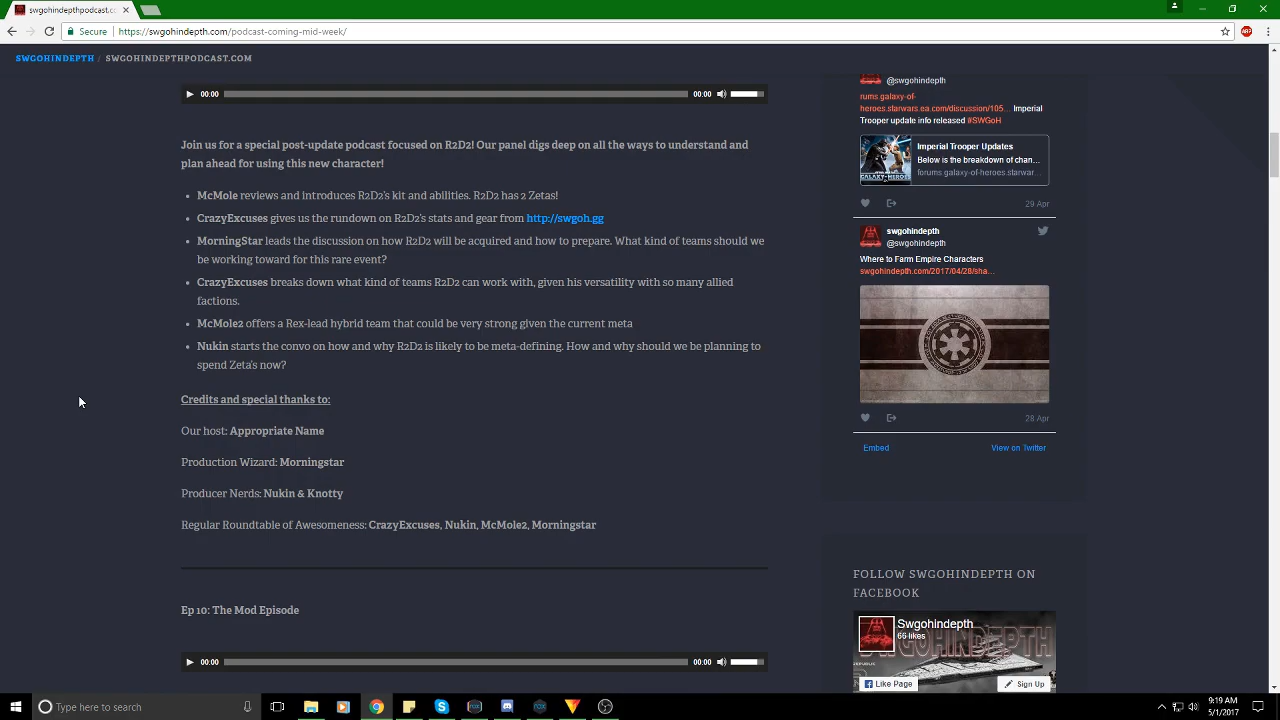 swgohindepthpodcast.co
Secure
https://swgohindepth.com/podcast-coming-mid-week/
SWGOHINDEPTH / SWGOHINDEPTHPODCAST.COM
00:00
00:00
Join us for a special post-update podcast focused on R2D2! Our panel digs deep on all the ways to understand and
plan ahead for using this new character!
McMole reviews and introduces R2D2's kit and abilities. R2D2 has 2 Zetas!
CrazyExcuses gives us the rundown on R2D2's stats and gear from http://swgoh.gg
MorningStar leads the discussion on how R2D2 will be acquired and how to prepare. What kind of teams should we
be working toward for this rare event?
CrazyExcuses breaks down what kind of teams R2D2 can work with, given his versatility with so many allied
factions.
McMole2 offers a Rex-lead hybrid team that could be very strong given the current meta
Nukin starts the convo on how and why R2D2 is likely to be meta-defining. How and why should we be planning to
spend Zeta's now?
Credits and special thanks to:
Our host: Appropriate Name
Production Wizard: Morningstar
Producer Nerds: Nukin & Knotty
Regular Roundtable of Awesomeness: CrazyExcuses, Nukin, McMole2, Morningstar
Ep 10: The Mod Episode
00:00
00:00
@swgohindepth
rums.galaxy-of-
heroes.starwars.ea.com/discussion/105… Imperial
Trooper update info released #SWGoH
GALAXY HEROES
Imperial Trooper Updates
Below is the breakdown of chan…
forums.galaxy-of-heroes.starwar…
29 Apr
swgohindepth
@swgohindepth
Where to Farm Empire Characters
swgohindepth.com/2017/04/28/sha…
28 Apr
Embed
View on Twitter
FOLLOW SWGOHINDEPTH ON
FACEBOOK
SWGOHINDEPTH
Swgohindepth
66 likes
Like Page
Sign Up
Type here to search
9:19 AM
5/1/2017